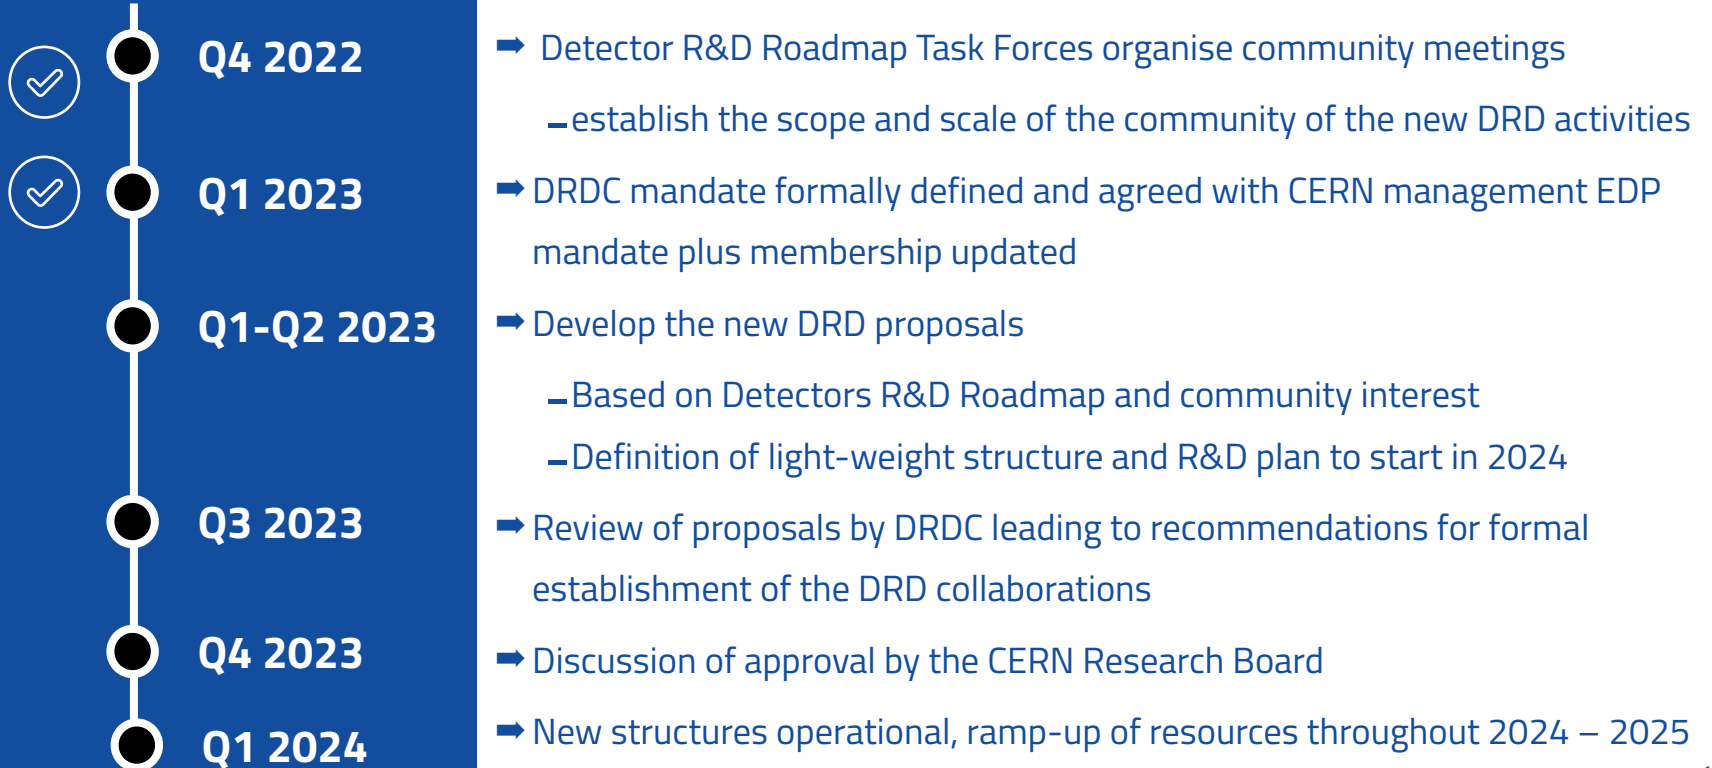 Q4 2022
➡ Detector R&D Roadmap Task Forces organise community meetings
–establish the scope and scale of the community of the new DRD activities
Q1 2023
➡ DRDC mandate formally defined and agreed with CERN management EDP
mandate plus membership updated
Q1-Q2 2023
➡ Develop the new DRD proposals
–Based on Detectors R&D Roadmap and community interest
–Definition of light-weight structure and R&D plan to start in 2024
Q3 2023
➡ Review of proposals by DRDC leading to recommendations for formal
establishment of the DRD collaborations
Q4 2023
➡ Discussion of approval by the CERN Research Board
Q1 2024
➡ New structures operational, ramp-up of resources throughout 2024 – 2025